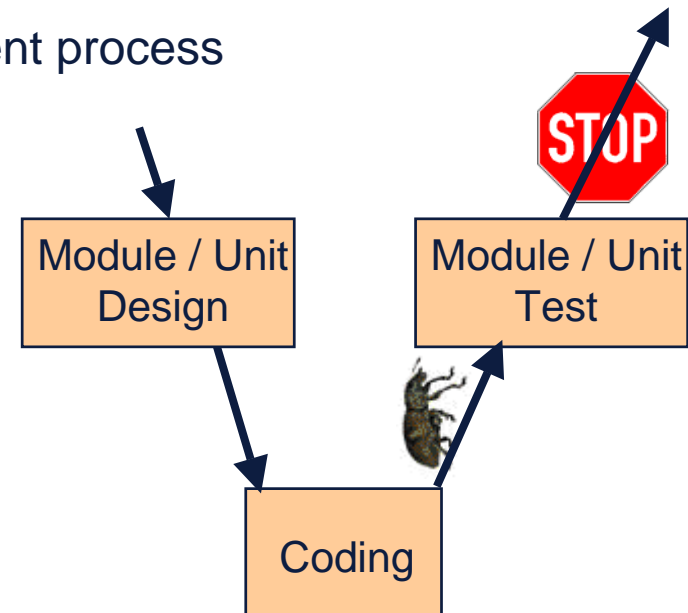 ent process
STOP
Module / Unit
Design
Module / Unit
Test
Coding